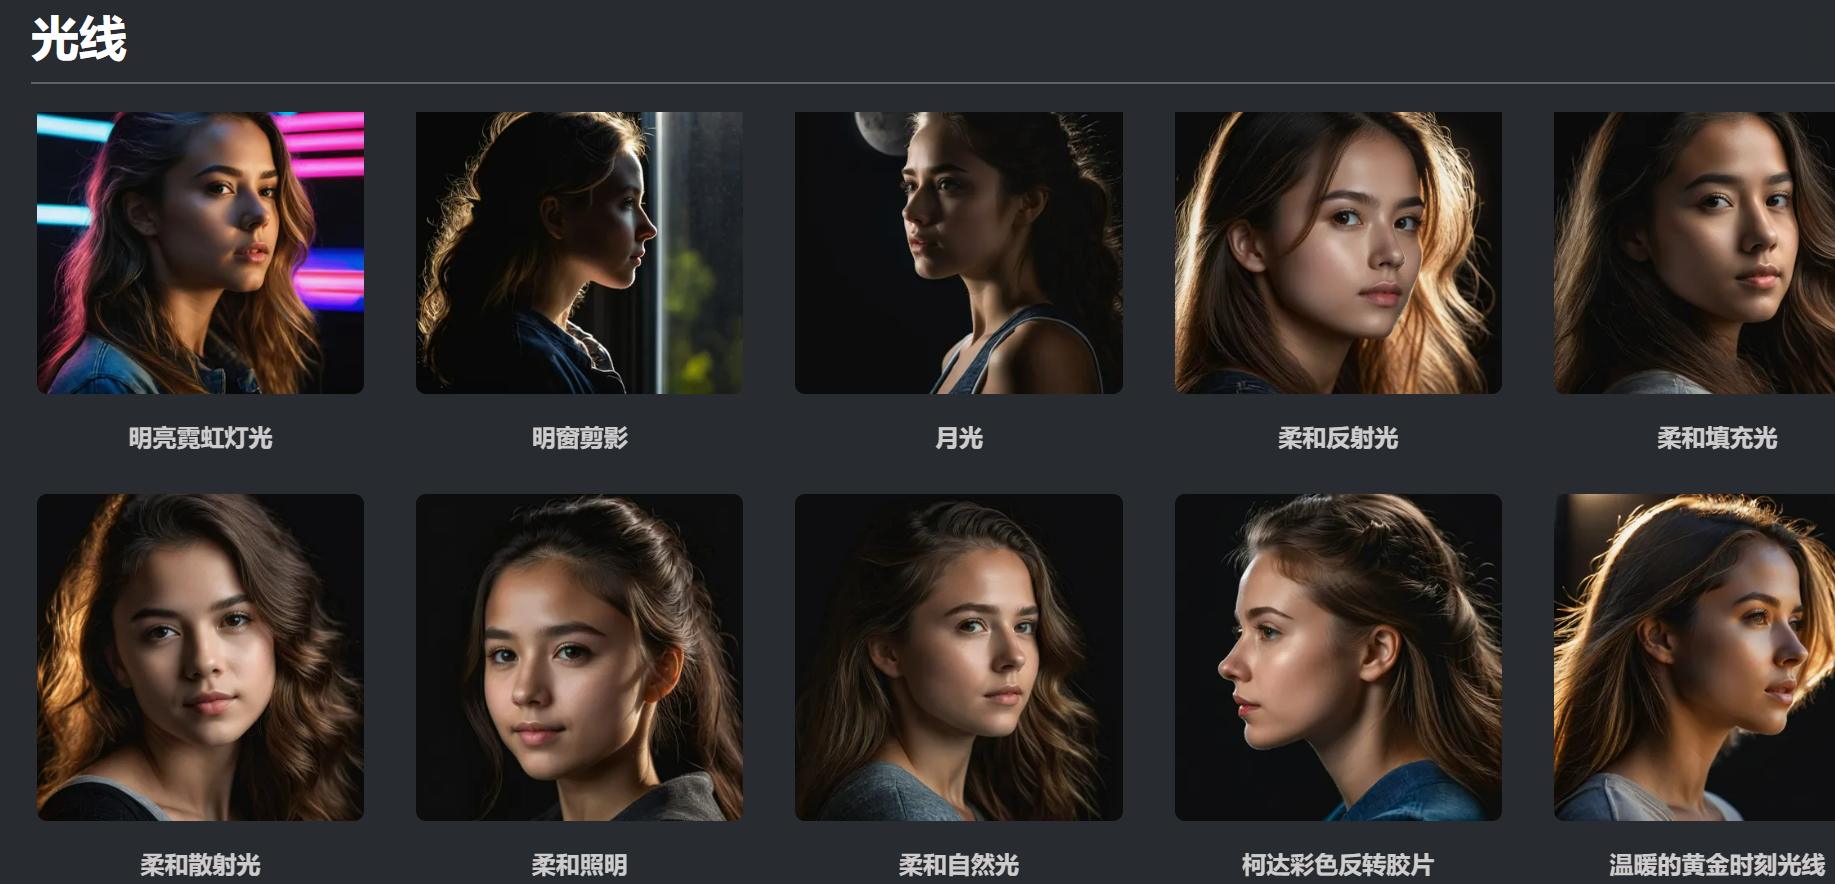 光线
明亮霓虹灯光
明窗剪影
月光
柔和反射光
柔和填充光
柔和散射光
柔和照明
柔和自然光
柯达彩色反转胶片
温暖的黄金时刻光线